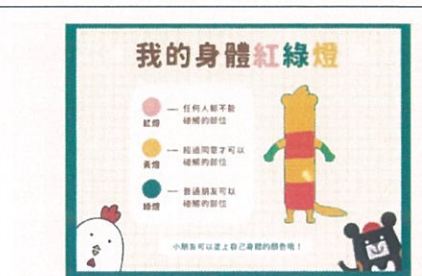 我的身體紅綠燈
紅燈
任何人都不能
碰觸的部位
黃燈
經過同意才可以
碰觸的部位
綠燈
普通朋友可以
碰觸的部位
小朋友可以塗上自己身體的顏色哦！